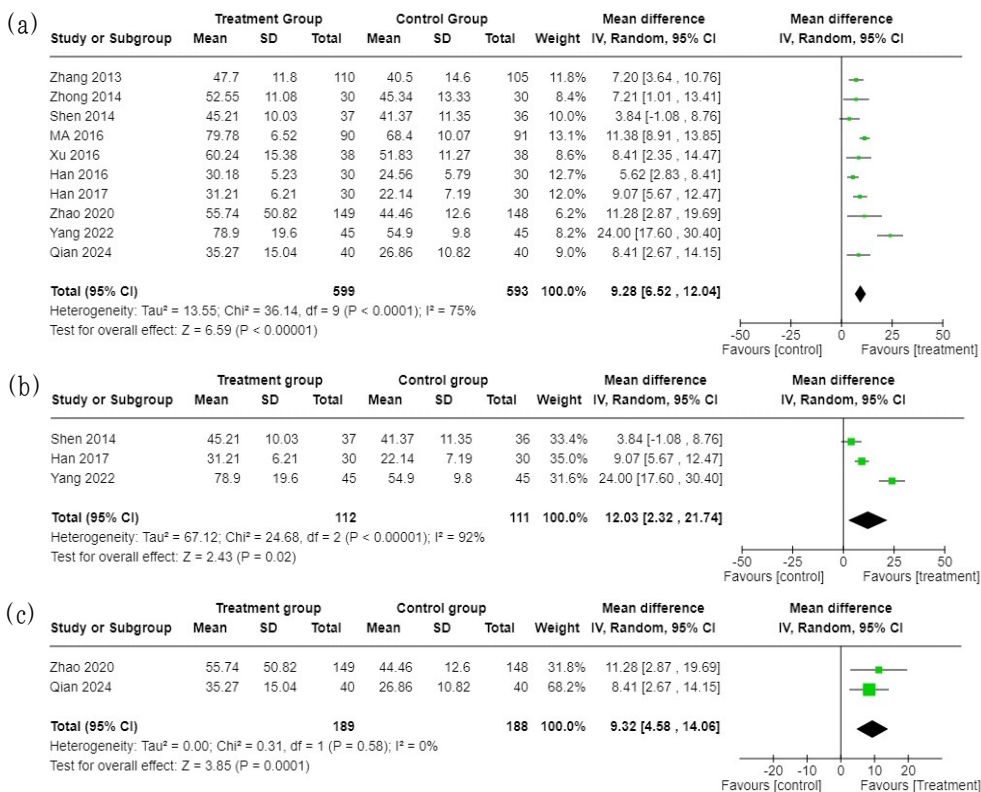 (a)
Treatment Group Control Group Mean difference Mean difference
Study or Subgroup Mean SD Total Mean SD Total Weight IV, Random, 95% CI IV, Random, 95% CI
Zhang 2013 47.7 11.8 110 40.5 14.6 105 11.8% 7.20 [3.64 , 10.76]
Zhong 2014 52.55 11.08 30 45.34 13.33 30 8.4% 7.21 [1.01 , 13.41]
Shen 2014 45.21 10.03 37 41.37 11.35 36 10.0% 3.84 [-1.08 , 8.76]
MA 2016 79.78 6.52 90 68.4 10.07 91 13.1% 11.38 [8.91 , 13.85]
Xu 2016 60.24 15.38 38 51.83 11.27 38 8.6% 8.41 [2.35 , 14.47]
Han 2016 30.18 5.23 30 24.56 5.79 30 12.7% 5.62 [2.83 , 8.41]
Han 2017 31.21 6.21 30 22.14 7.19 30 12.0% 9.07 [5.67 , 12.47]
Zhao 2020 55.74 50.82 149 44.46 12.6 148 6.2% 11.28 [2.87 , 19.69]
Yang 2022 78.9 19.6 45 54.9 9.8 45 8.2% 24.00 [17.60 , 30.40]
Qian 2024 35.27 15.04 40 26.86 10.82 40 9.0% 8.41 [2.67 , 14.15]
Total (95% CI) 599 593 100.0% 9.28 [6.52 , 12.04]
Heterogeneity: Tau² = 13.55; Chi² = 36.14, df = 9 (P < 0.0001); I² = 75%
Test for overall effect: Z = 6.59 (P < 0.00001)
-50 -25 0 25 50
Favours [control] Favours [treatment]
(b)
Treatment group Control group Mean difference Mean difference
Study or Subgroup Mean SD Total Mean SD Total Weight IV, Random, 95% CI IV, Random, 95% CI
Shen 2014 45.21 10.03 37 41.37 11.35 36 33.4% 3.84 [-1.08 , 8.76]
Han 2017 31.21 6.21 30 22.14 7.19 30 35.0% 9.07 [5.67 , 12.47]
Yang 2022 78.9 19.6 45 54.9 9.8 45 31.6% 24.00 [17.60 , 30.40]
Total (95% CI) 112 111 100.0% 12.03 [2.32 , 21.74]
Heterogeneity: Tau² = 67.12; Chi² = 24.68, df = 2 (P < 0.00001); I² = 92%
Test for overall effect: Z = 2.43 (P = 0.02)
-50 -25 0 25 50
Favours [control] Favours [treatment]
(c)
Treatment group Control group Mean difference Mean difference
Study or Subgroup Mean SD Total Mean SD Total Weight IV, Random, 95% CI IV, Random, 95% CI
Zhao 2020 55.74 50.82 149 44.46 12.6 148 31.8% 11.28 [2.87 , 19.69]
Qian 2024 35.27 15.04 40 26.86 10.82 40 68.2% 8.41 [2.67 , 14.15]
Total (95% CI) 189 188 100.0% 9.32 [4.58 , 14.06]
Heterogeneity: Tau² = 0.00; Chi² = 0.31, df = 1 (P = 0.58); I² = 0%
Test for overall effect: Z = 3.85 (P = 0.0001)
-20 -10 0 10 20
Favours [control] Favours [Treatment]